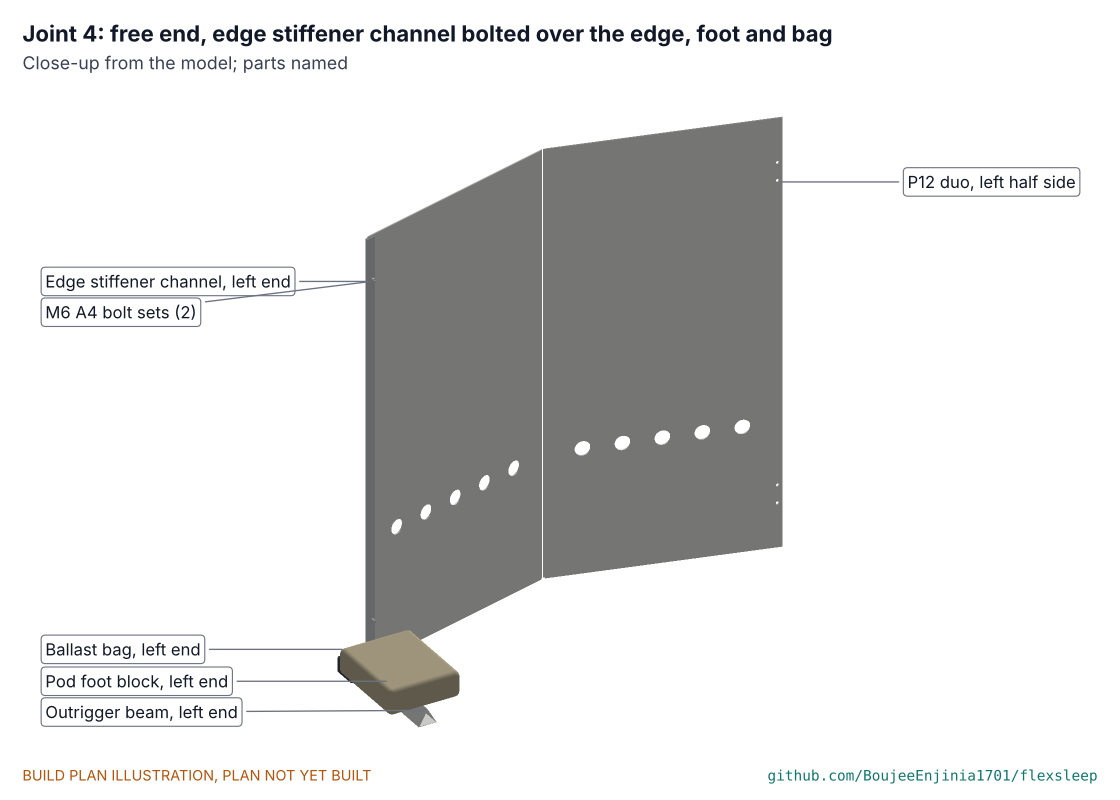 Joint 4: free end, edge stiffener channel bolted over the edge, foot and bag
Close-up from the model; parts named
P12 duo, left half side
Edge stiffener channel, left end
M6 A4 bolt sets (2)
Ballast bag, left end
Pod foot block, left end
Outrigger beam, left end
BUILD PLAN ILLUSTRATION, PLAN NOT YET BUILT
github.com/BoujeeEnjinia1701/flexsleep